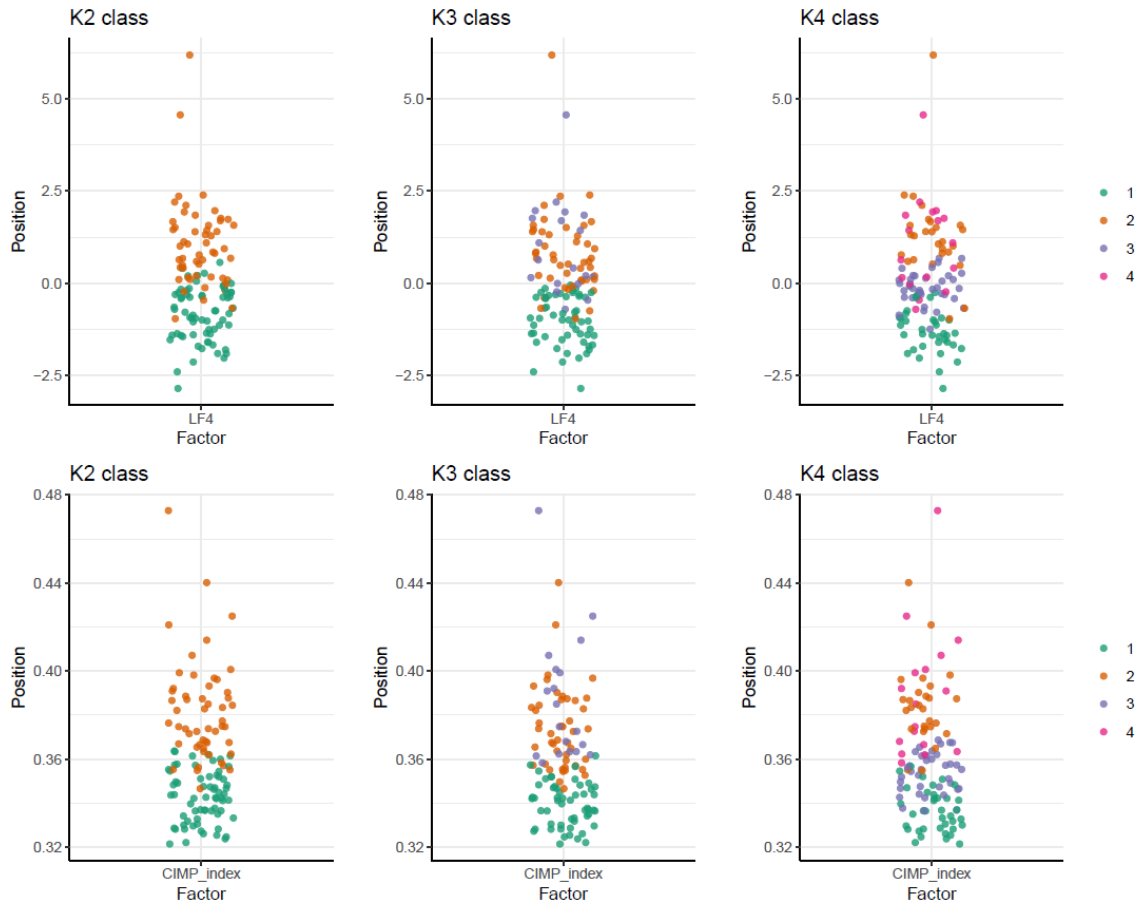 K2 class
K3 class
K4 class
Position
5.0
2.5
0.0
−2.5
LF4
Factor
Position
5.0
2.5
0.0
−2.5
LF4
Factor
Position
5.0
2.5
0.0
−2.5
LF4
Factor
1
2
3
4
K2 class
K3 class
K4 class
Position
0.48
0.44
0.40
0.36
0.32
CIMP_index
Factor
Position
0.48
0.44
0.40
0.36
0.32
CIMP_index
Factor
Position
0.48
0.44
0.40
0.36
0.32
CIMP_index
Factor
1
2
3
4